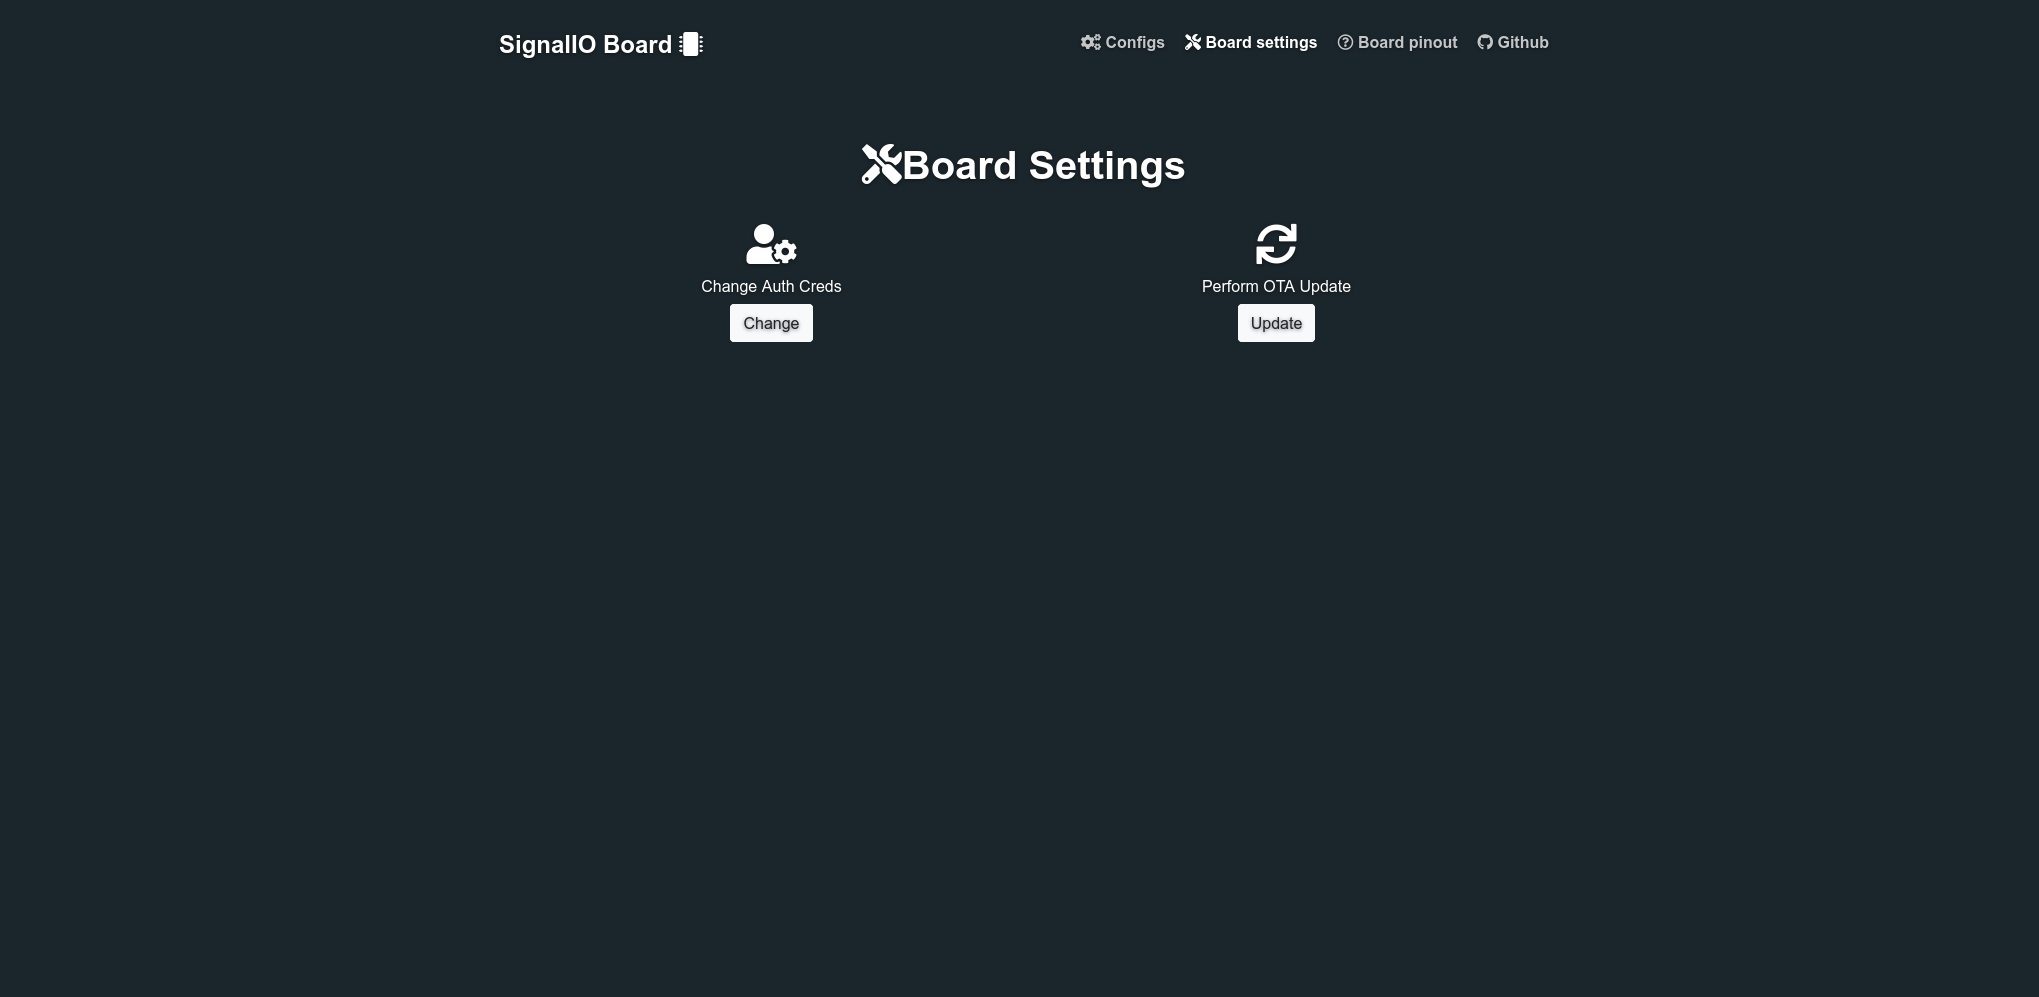 SignalIO Board
Configs Board settings Board pinout Github
Board Settings
Change Auth Creds
Change
Perform OTA Update
Update